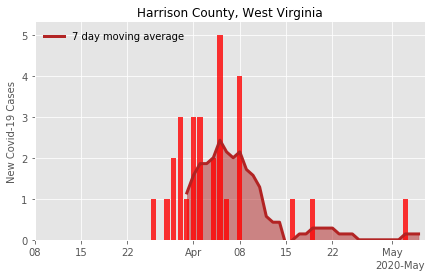 Harrison County, West Virginia
7 day moving average
New Covid-19 Cases
5
4
3
2
1
0
08 15 22 Apr 08 15 22 May
2020-May